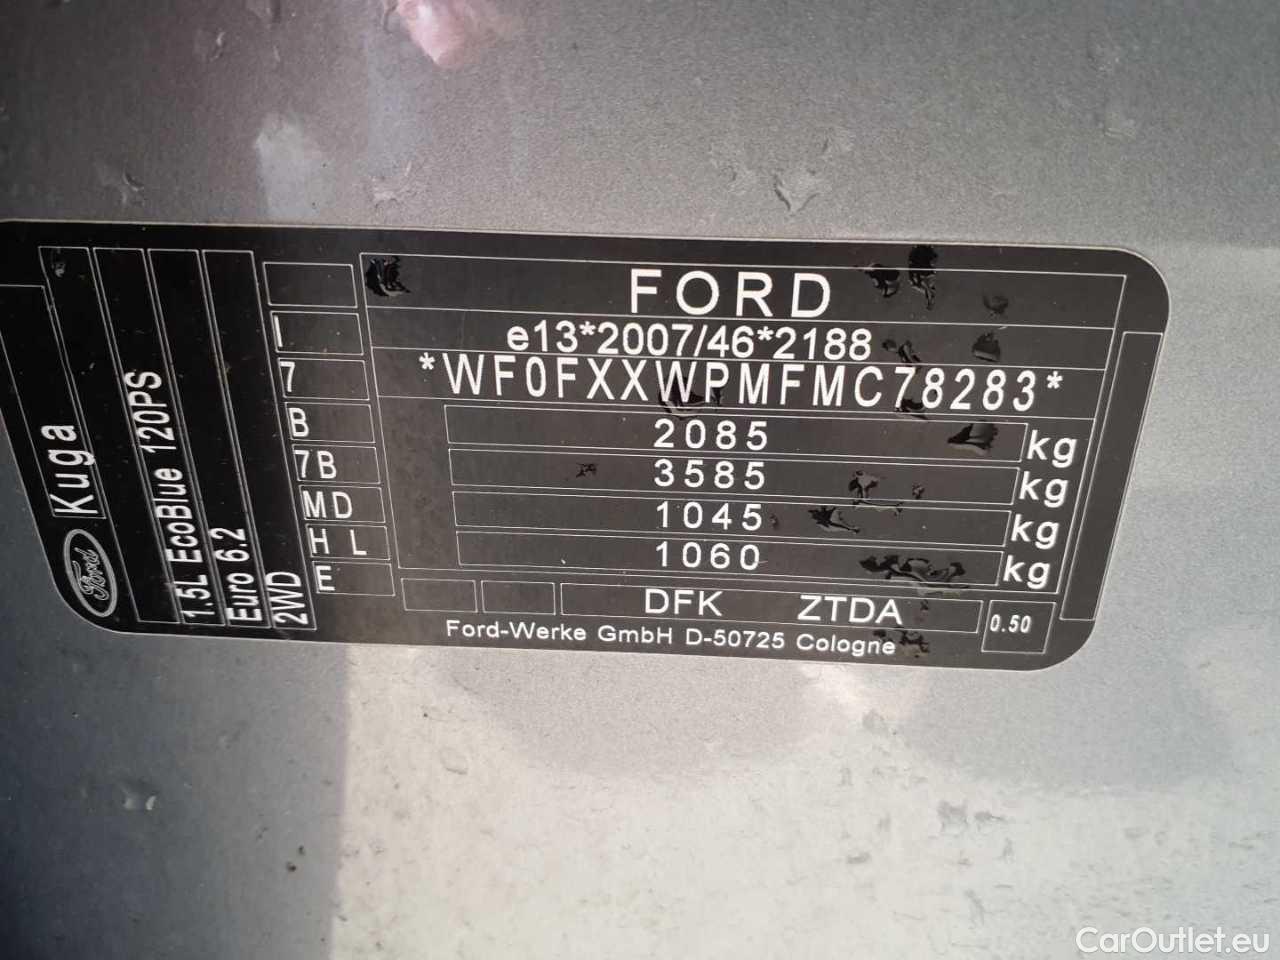 FORD
e13*2007/46*2188
*WF0FXXWPMFMC78283*
2085 kg
3585 kg
1045 kg
1060 kg
DFK ZTDA 0.50
Ford-Werke GmbH D-50725 Cologne
I
7
B
7B
MD
H L
E
Ford Kuga
1.5L EcoBlue 120PS
Euro 6.2
2WD
CarOutlet.eu